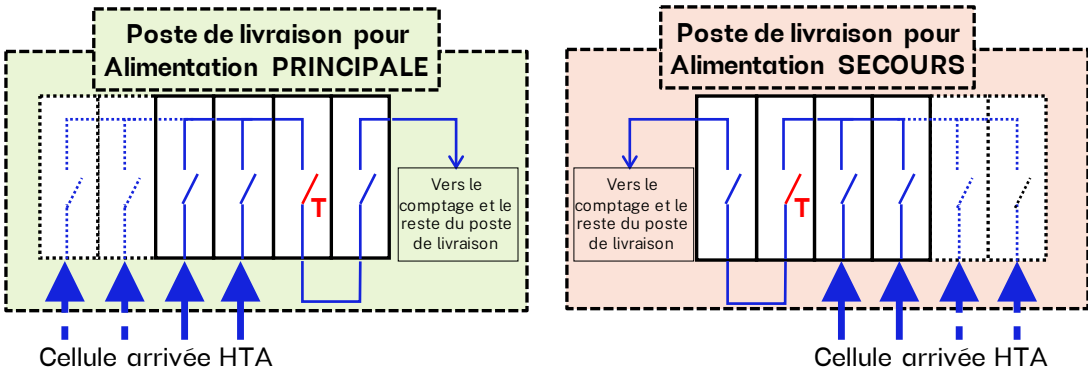 Poste de livraison pour
Alimentation PRINCIPALE
T
Vers le
comptage et le
reste du poste
de livraison
Cellule arrivée HTA
Poste de livraison pour
Alimentation SECOURS
Vers le
comptage et le
reste du poste
de livraison
T
Cellule arrivée HTA